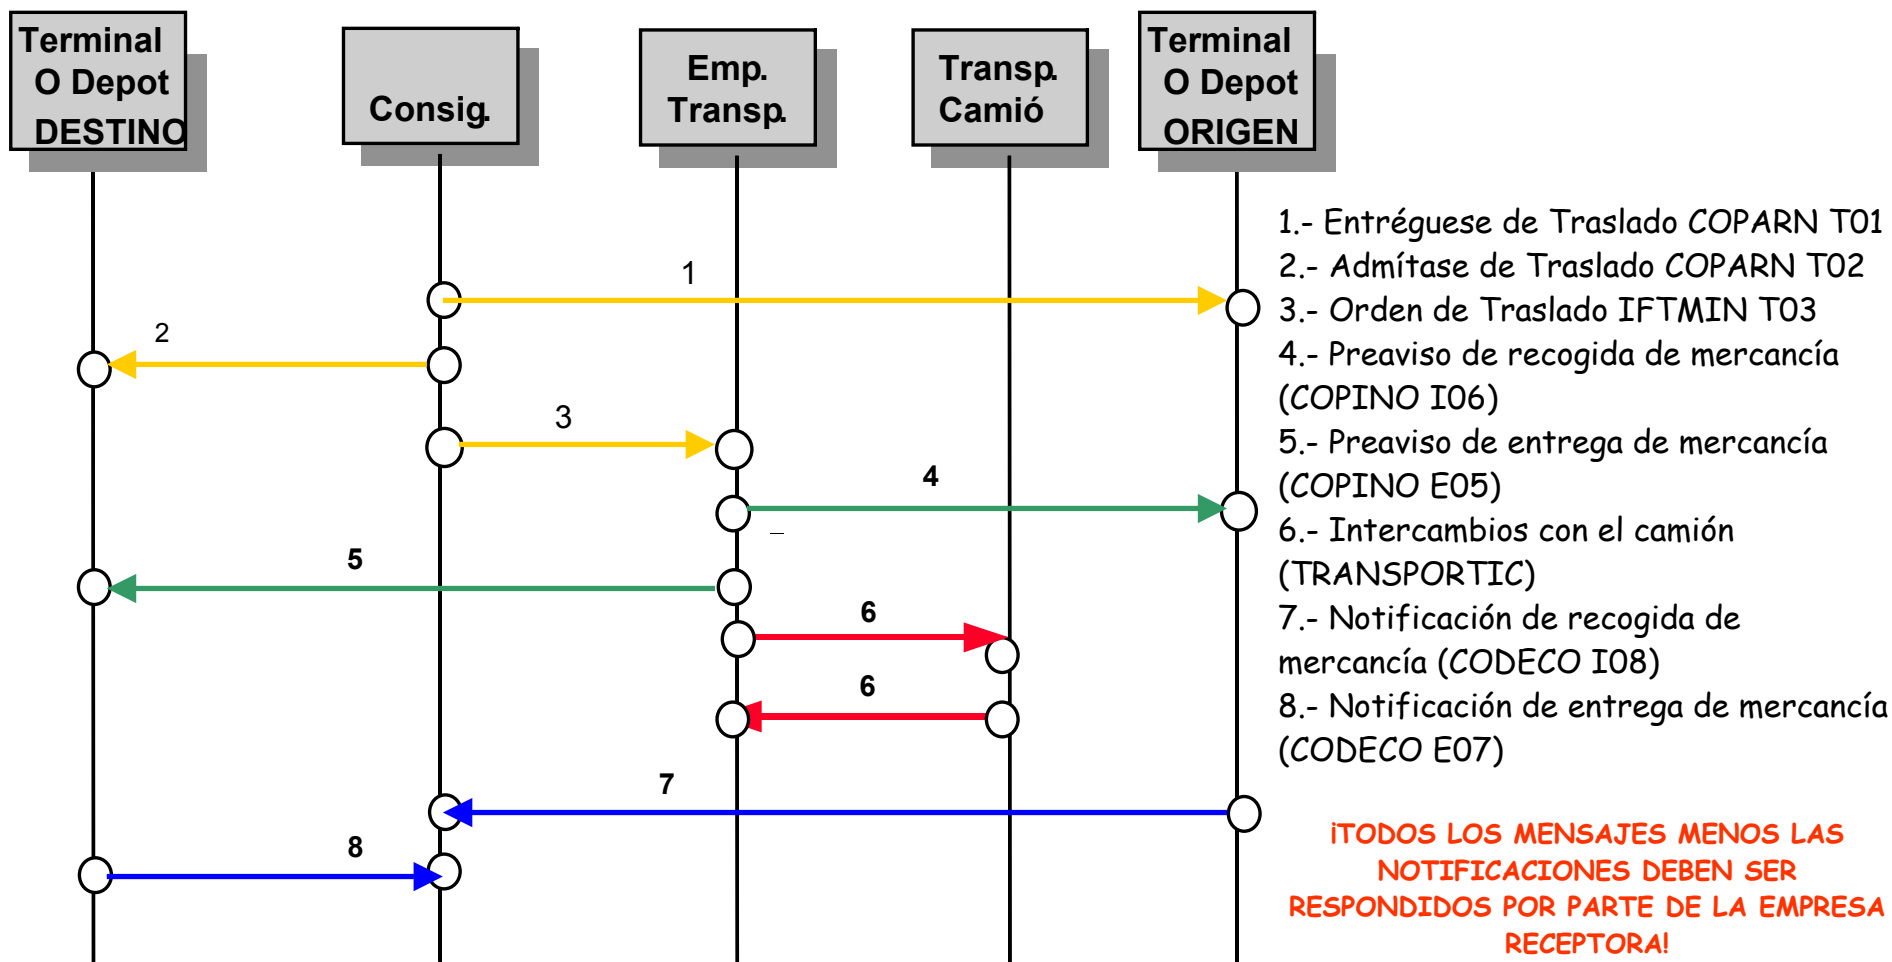 Terminal
O Depot
DESTINO
Consig.
Emp.
Transp.
Transp.
Camió
Terminal
O Depot
ORIGEN
1
2
3
4
5
6
6
7
8
1.- Entréguese de Traslado COPARN T01
2.- Admítase de Traslado COPARN T02
3.- Orden de Traslado IFTMIN T03
4.- Preaviso de recogida de mercancía
(COPINO I06)
5.- Preaviso de entrega de mercancía
(COPINO E05)
6.- Intercambios con el camión
(TRANSPORTIC)
7.- Notificación de recogida de
mercancía (CODECO I08)
8.- Notificación de entrega de mercancía
(CODECO E07)
¡TODOS LOS MENSAJES MENOS LAS
NOTIFICACIONES DEBEN SER
RESPONDIDOS POR PARTE DE LA EMPRESA
RECEPTORA!